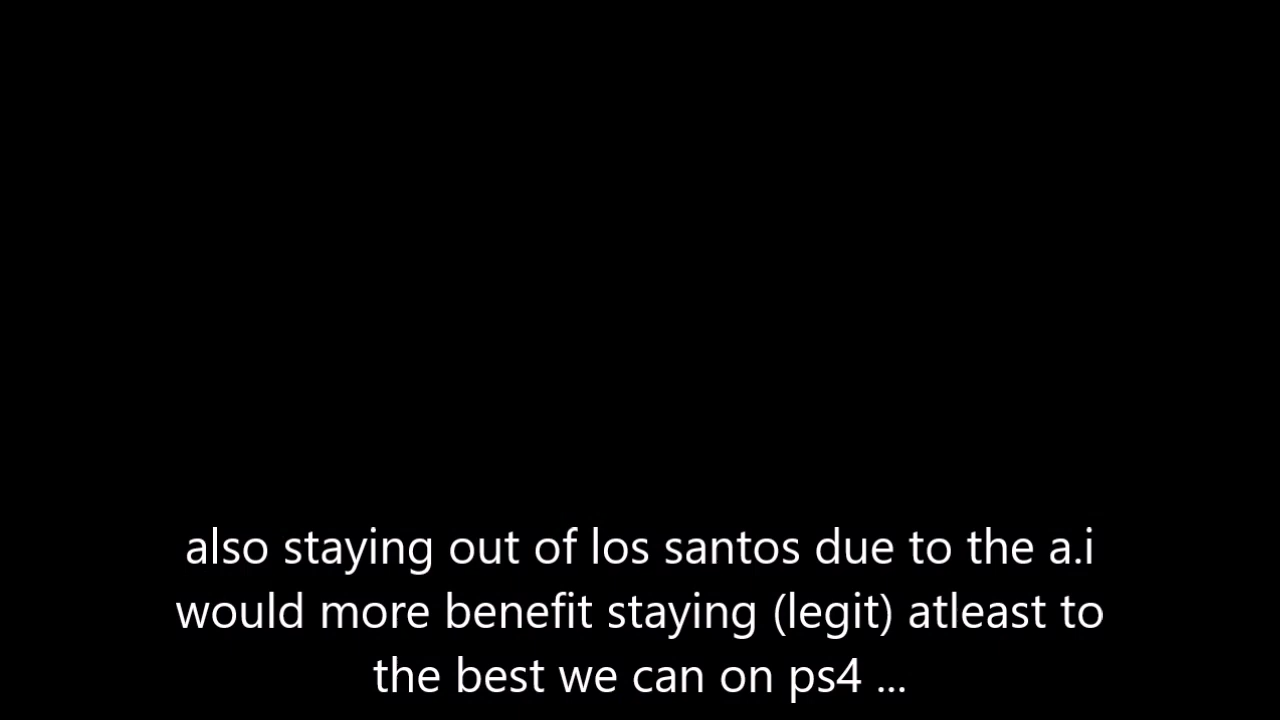 also staying out of los santos due to the a.i
would more benefit staying (legit) atleast to
the best we can on ps4 ...